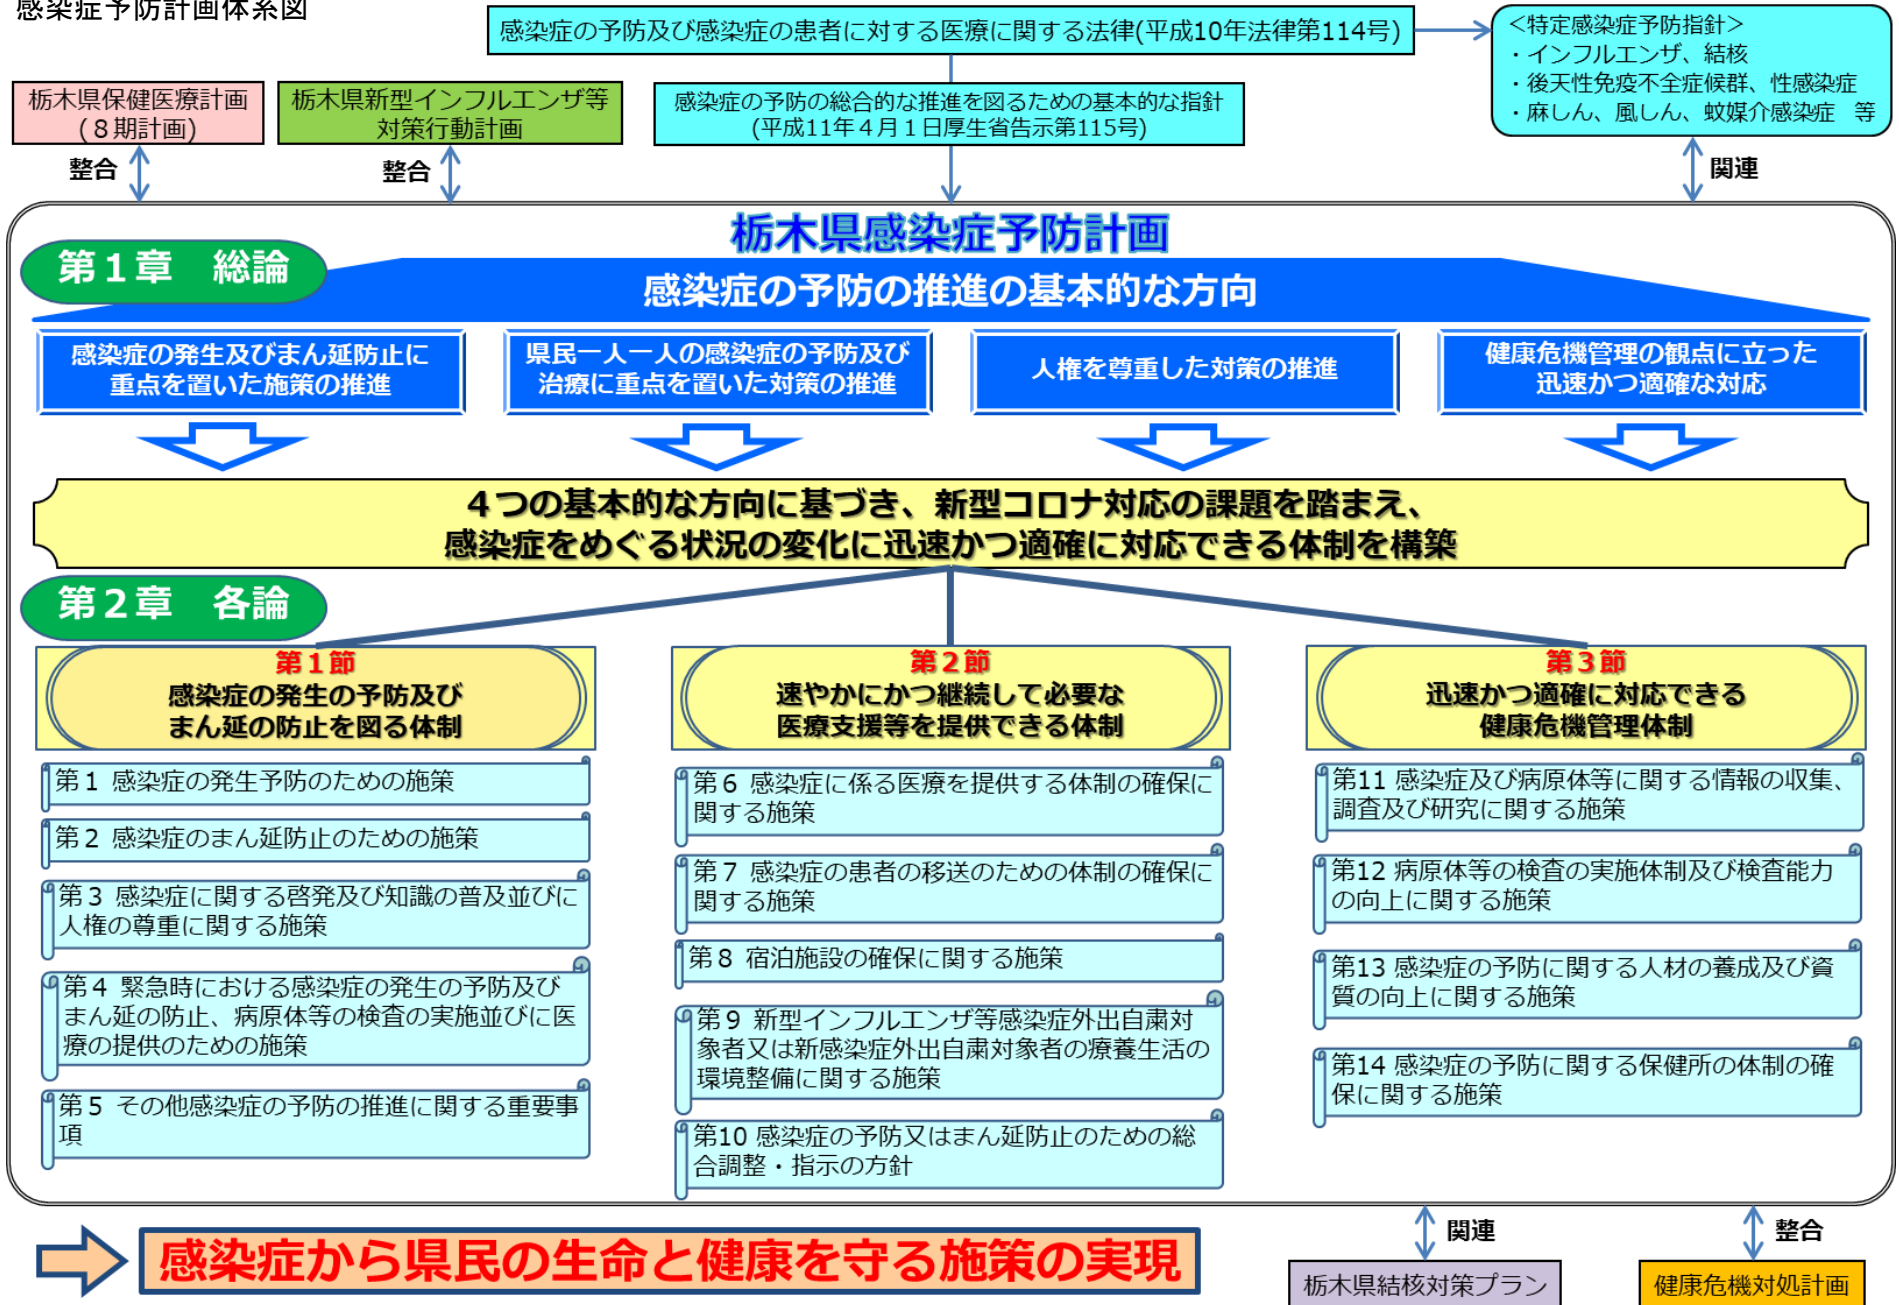 感染症予防計画体系図
感染症の予防及び感染症の患者に対する医療に関する法律(平成10年法律第114号)
＜特定感染症予防指針＞
・インフルエンザ、結核
・後天性免疫不全症候群、性感染症
・麻しん、風しん、蚊媒介感染症　等
栃木県保健医療計画
(８期計画)
栃木県新型インフルエンザ等
対策行動計画
感染症の予防の総合的な推進を図るための基本的な指針
(平成11年４月１日厚生省告示第115号)
整合
整合
関連
栃木県感染症予防計画
第１章　総論
感染症の予防の推進の基本的な方向
感染症の発生及びまん延防止に
重点を置いた施策の推進
県民一人一人の感染症の予防及び
治療に重点を置いた対策の推進
人権を尊重した対策の推進
健康危機管理の観点に立った
迅速かつ適確な対応
４つの基本的な方向に基づき、新型コロナ対応の課題を踏まえ、
感染症をめぐる状況の変化に迅速かつ適確に対応できる体制を構築
第２章　各論
第１節
感染症の発生の予防及び
まん延の防止を図る体制
第１ 感染症の発生予防のための施策
第２ 感染症のまん延防止のための施策
第３ 感染症に関する啓発及び知識の普及並びに
人権の尊重に関する施策
第４ 緊急時における感染症の発生の予防及び
まん延の防止、病原体等の検査の実施並びに医
療の提供のための施策
第５ その他感染症の予防の推進に関する重要事
項
第２節
速やかにかつ継続して必要な
医療支援等を提供できる体制
第６ 感染症に係る医療を提供する体制の確保に
関する施策
第７ 感染症の患者の移送のための体制の確保に
関する施策
第８ 宿泊施設の確保に関する施策
第９ 新型インフルエンザ等感染症外出自粛対
象者又は新感染症外出自粛対象者の療養生活の
環境整備に関する施策
第10 感染症の予防又はまん延防止のための総
合調整・指示の方針
第３節
迅速かつ適確に対応できる
健康危機管理体制
第11 感染症及び病原体等に関する情報の収集、
調査及び研究に関する施策
第12 病原体等の検査の実施体制及び検査能力
の向上に関する施策
第13 感染症の予防に関する人材の養成及び資
質の向上に関する施策
第14 感染症の予防に関する保健所の体制の確
保に関する施策
感染症から県民の生命と健康を守る施策の実現
関連
整合
栃木県結核対策プラン
健康危機対処計画